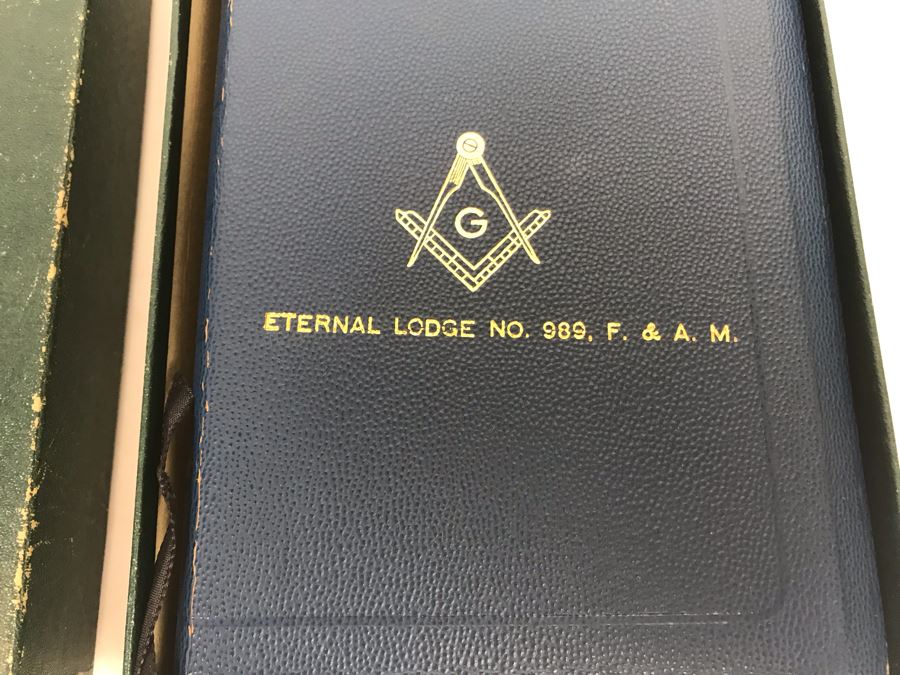 G
ETERNAL LODGE NO. 989, F. & A. M.